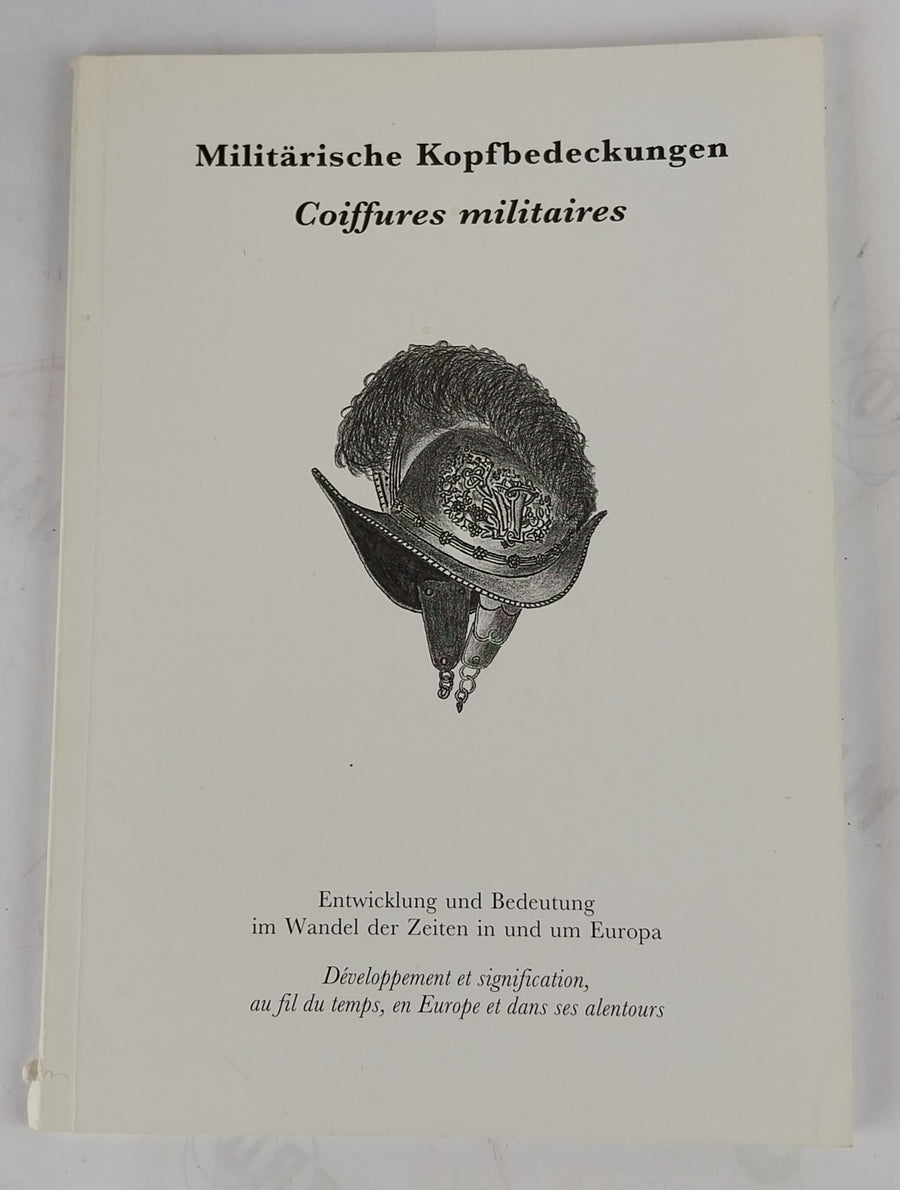 Militärische Kopfbedeckungen
Coiffures militaires
Entwicklung und Bedeutung
im Wandel der Zeiten in und um Europa
Développement et signification,
au fil du temps, en Europe et dans ses alentours